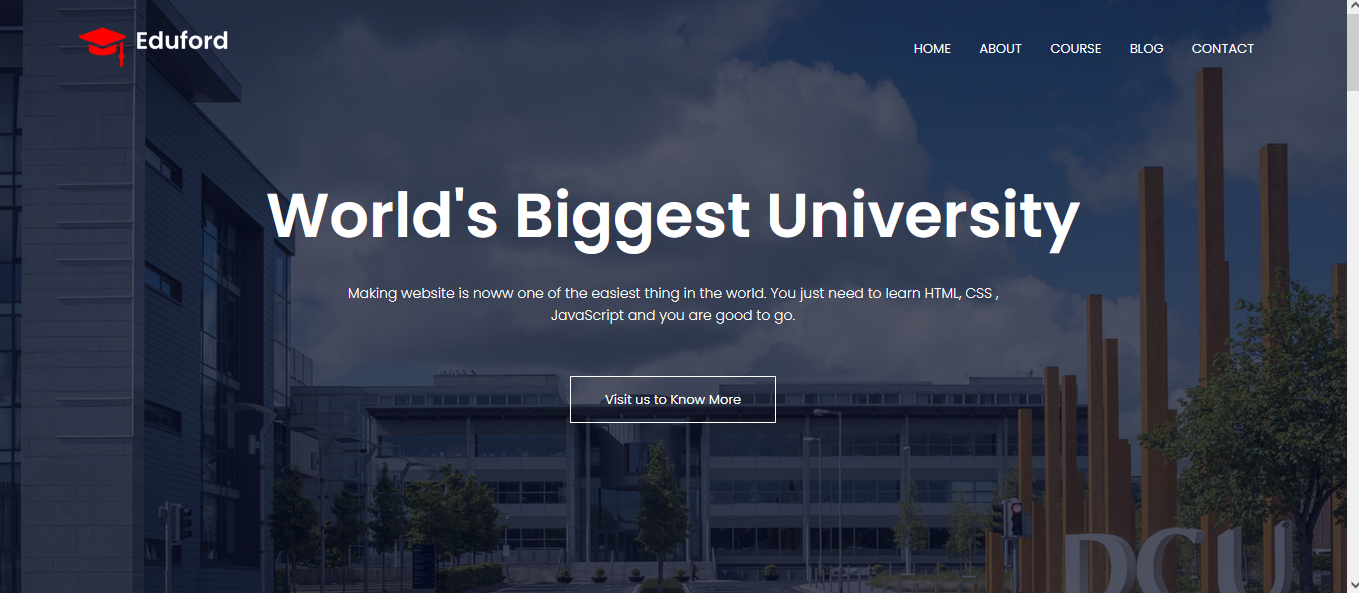 Eduford
HOME ABOUT COURSE BLOG CONTACT
World's Biggest University
Making website is noww one of the easiest thing in the world. You just need to learn HTML, CSS ,
JavaScript and you are good to go.
Visit us to Know More
DCU